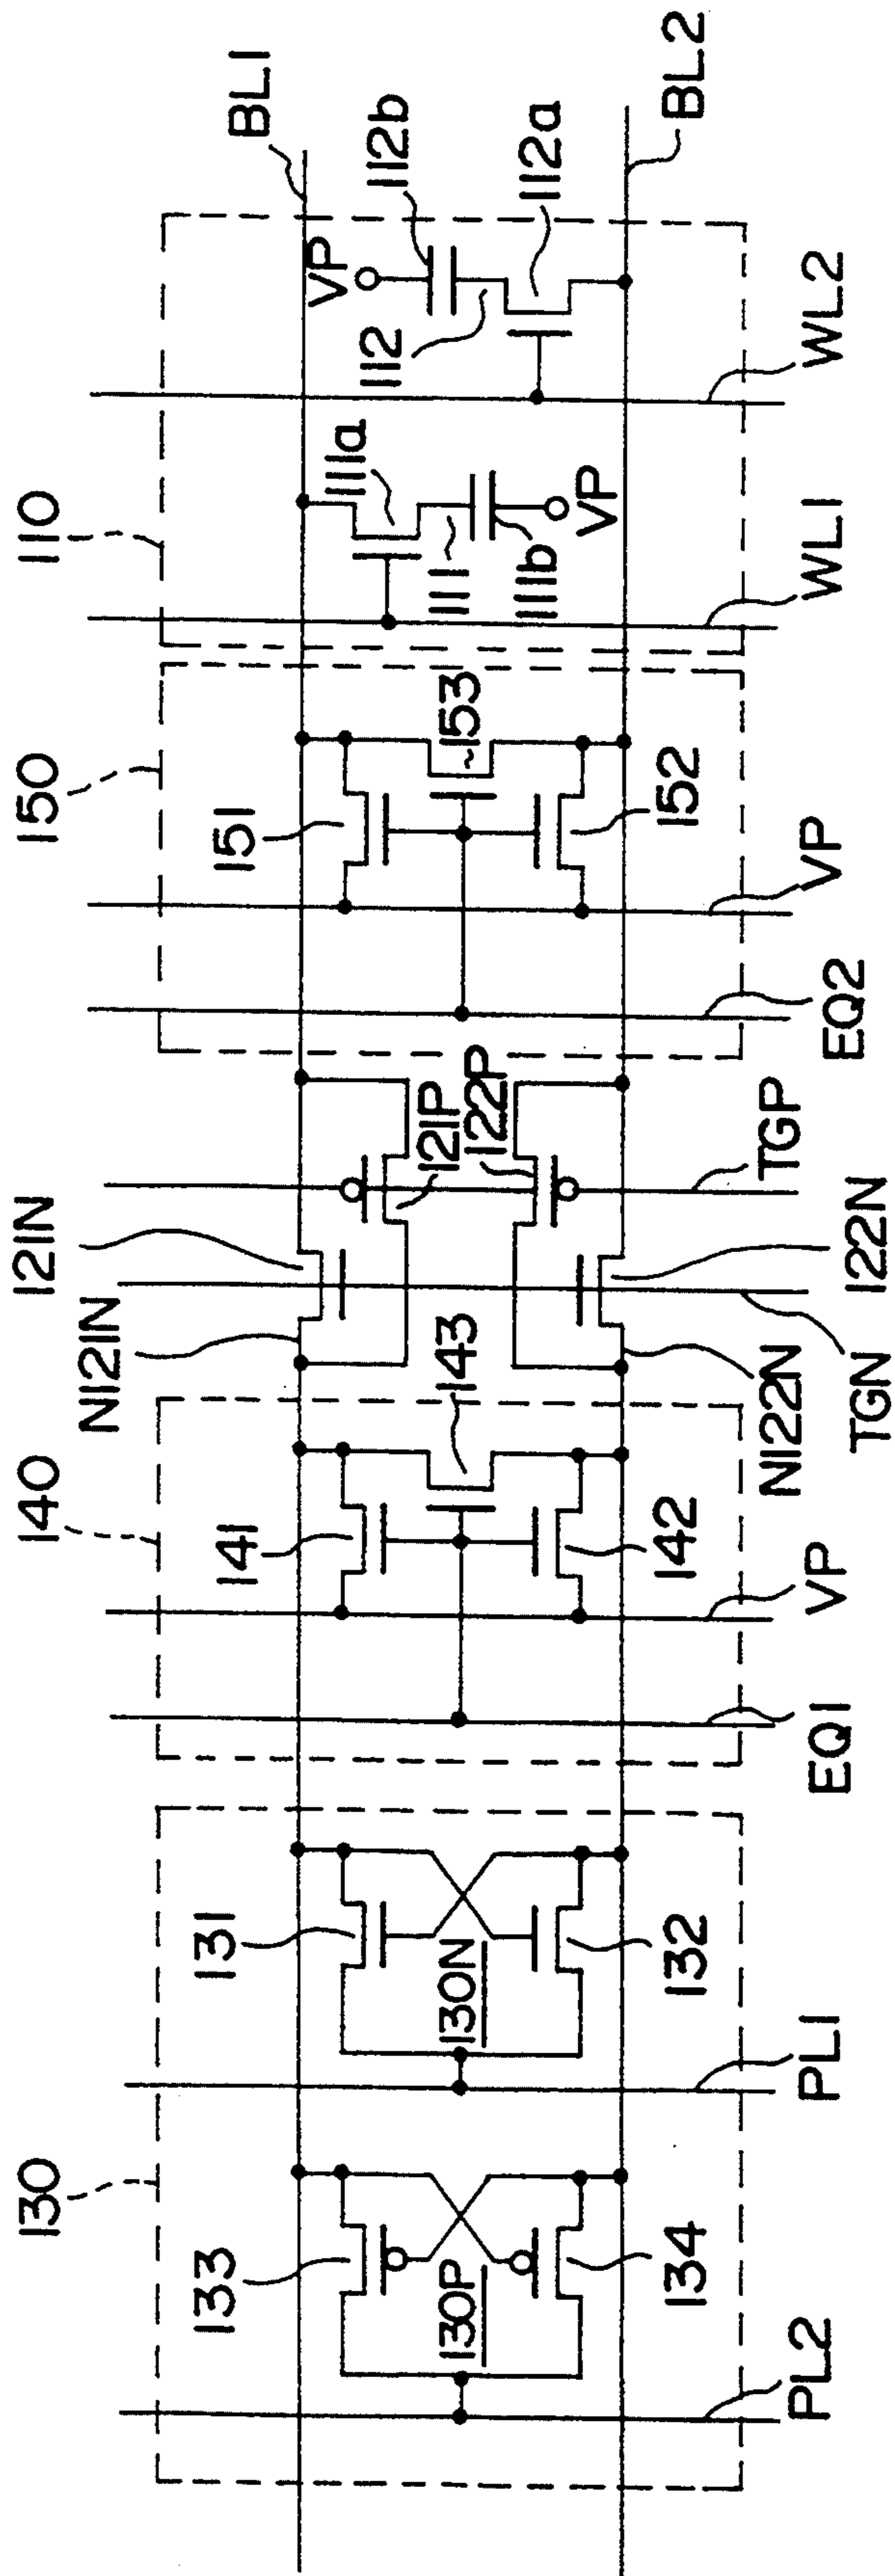 130
140
150
110
133
131
141
N121N
121N
151
BL1
130P
130N
143
121P
122P
153
111a
111
111b
VP
VP
112
112b
112a
134
132
142
N122N
122N
152
BL2
PL2
PL1
EQ1
VP
TGN
TGP
EQ2
VP
WL1
WL2